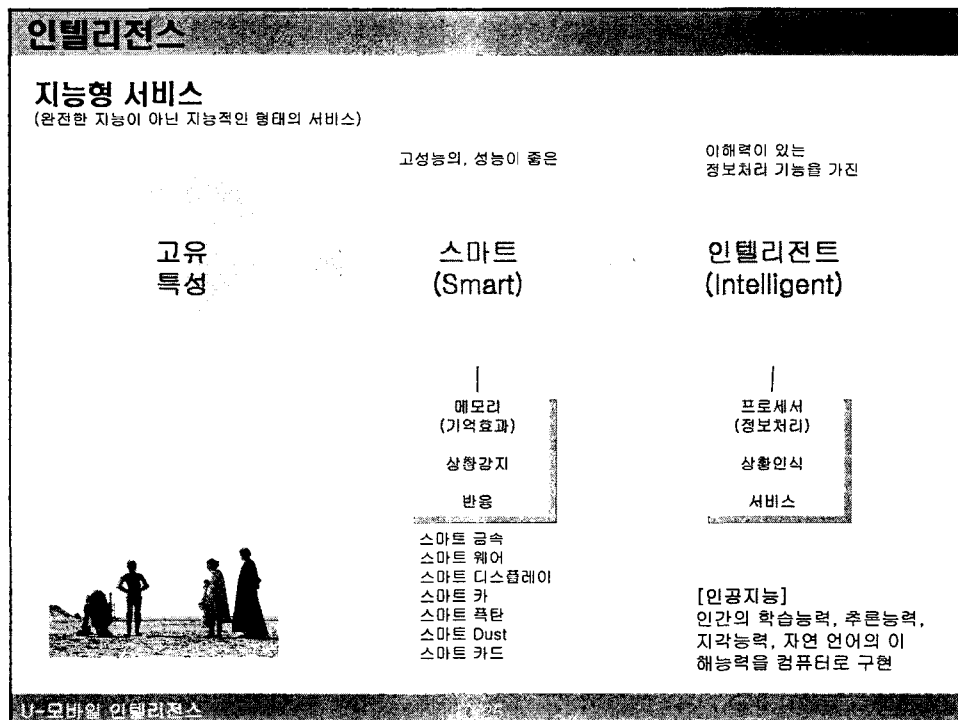 인텔리전스
지능형 서비스
(완전한 지능이 아닌 지능적인 형태의 서비스)
고성능의, 성능이 좋은
이해력이 있는
정보처리 기능을 가진
고유
특성
스마트
(Smart)
인텔리전트
(Intelligent)
메모리
(기억효과)
상황감지
반응
프로세서
(정보처리)
상황인식
서비스
스마트 금속
스마트 웨어
스마트 디스플레이
스마트 카
스마트 폭탄
스마트 Dust
스마트 카드
[인공지능]
인간의 학습능력, 추론능력,
지각능력, 자연 언어의 이
해능력을 컴퓨터로 구현
U-모바일 인텔리전스